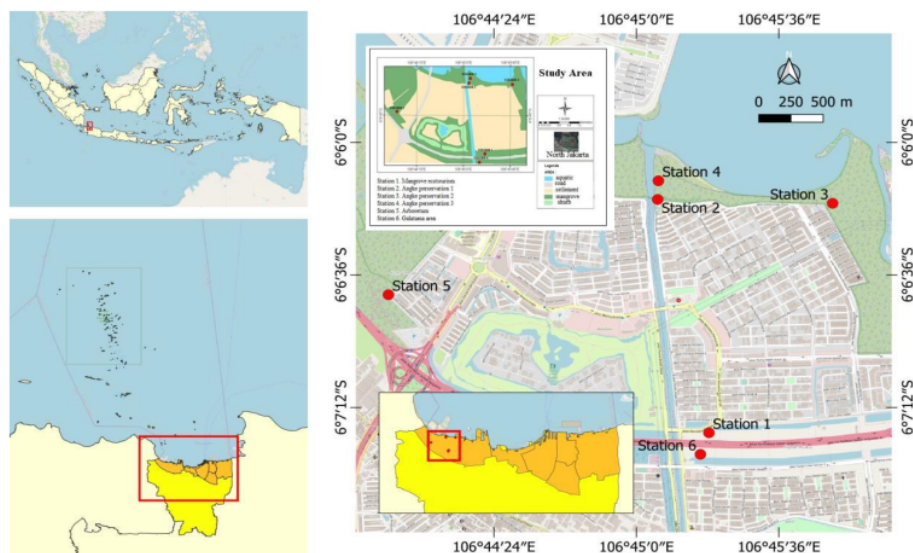 106°44'24"E
106°45'0"E
106°45'36"E
Study Area
N
0 250 500 m
North Jakarta
aquatic
road
settlement
mangrove
shrub
Station 1. Mangrove ecotourism
Station 2. Angke preservation 1
Station 3. Angke preservation 2
Station 4. Angke preservation 3
Station 5. Arboretum
Station 6. Galatama area
6°6'0"S
6°6'0"S
Station 4
Station 3
Station 2
6°6'36"S
6°6'36"S
Station 5
6°7'12"S
6°7'12"S
Station 1
Station 6
106°44'24"E
106°45'0"E
106°45'36"E